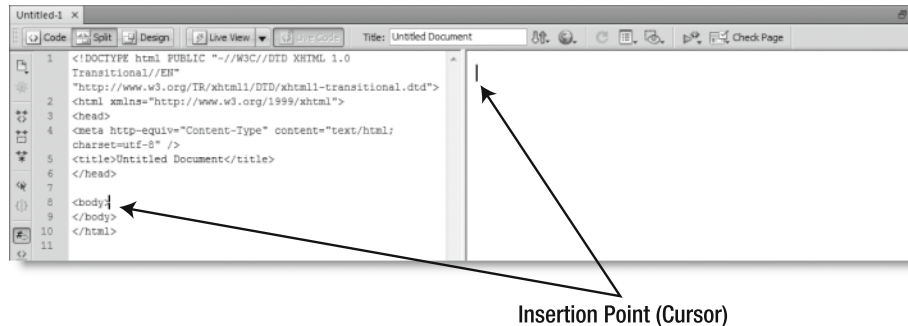 Untitled-1 ×
Code Split Design Live View Live Code Title: Untitled Document Check Page
1 <!DOCTYPE html PUBLIC "-//W3C//DTD XHTML 1.0
Transitional//EN"
"http://www.w3.org/TR/xhtml1/DTD/xhtml1-transitional.dtd">
2 <html xmlns="http://www.w3.org/1999/xhtml">
3 <head>
4 <meta http-equiv="Content-Type" content="text/html;
charset=utf-8" />
5 <title>Untitled Document</title>
6 </head>
7
8 <body>
9 </body>
10 </html>
11
Insertion Point (Cursor)